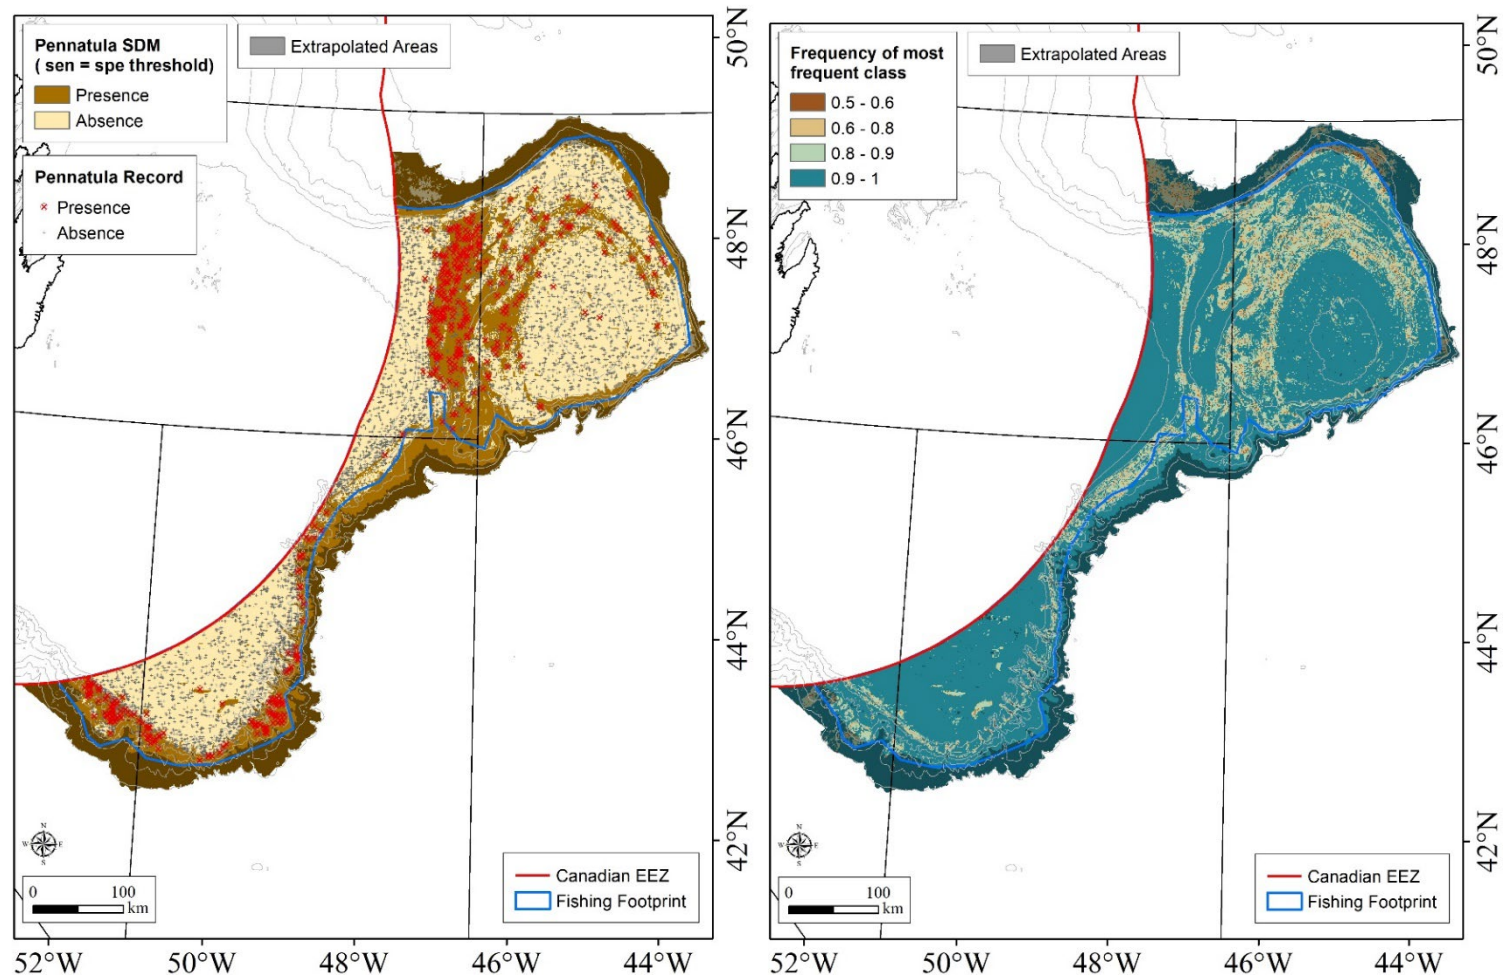 Pennatula SDM
( sen = spe threshold)
Presence
Absence
Extrapolated Areas
Pennatula Record
Presence
Absence
50°N
48°N
46°N
44°N
42°N
N
W
E
S
0 100
km
Canadian EEZ
Fishing Footprint
52°W 50°W 48°W 46°W 44°W
Frequency of most
frequent class
0.5 - 0.6
0.6 - 0.8
0.8 - 0.9
0.9 - 1
Extrapolated Areas
50°N
48°N
46°N
44°N
42°N
N
W
E
S
0 100
km
Canadian EEZ
Fishing Footprint
52°W 50°W 48°W 46°W 44°W